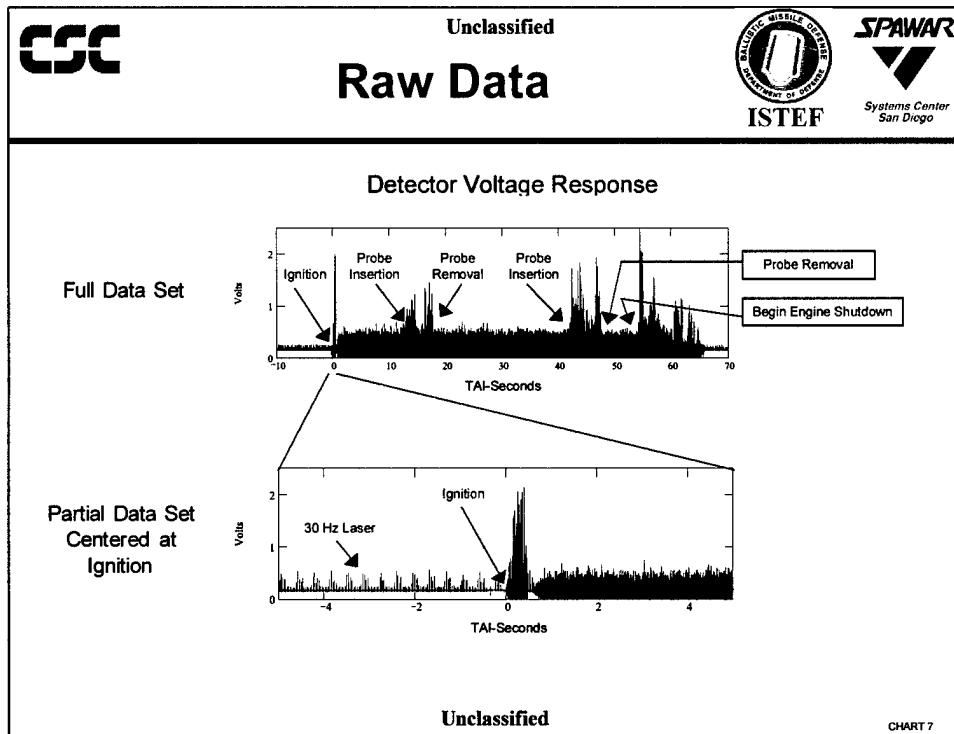 Unclassified
CSC
Raw Data
BALLISTIC MISSILE DEFENSE
DEPARTMENT OF DEFENSE
ISTEF
SPAWAR
Systems Center
San Diego
Detector Voltage Response
Full Data Set
Volts
2
1
0
Ignition
Probe
Insertion
Probe
Removal
Probe
Insertion
Probe Removal
Begin Engine Shutdown
-10 0 10 20 30 40 50 60 70
TAI-Seconds
Partial Data Set
Centered at
Ignition
Volts
2
1
0
30 Hz Laser
Ignition
-4 -2 0 2 4
TAI-Seconds
Unclassified
CHART 7